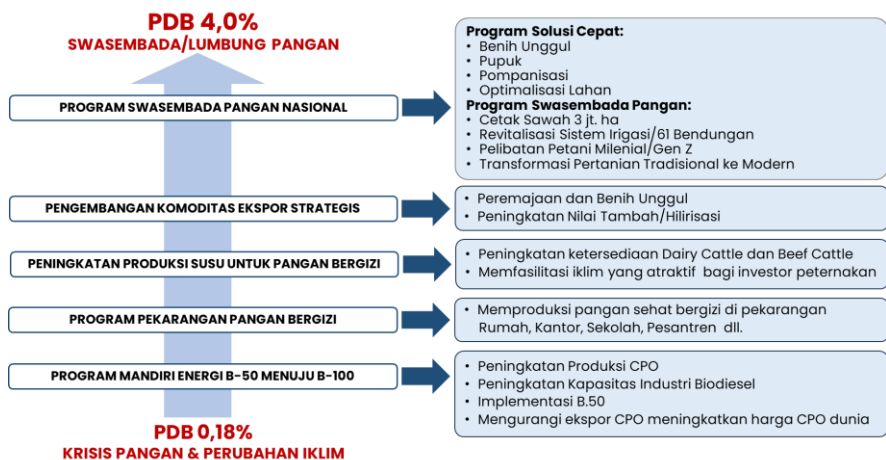 PDB 4,0%
SWASEMBADA/LUMBUNG PANGAN
PROGRAM SWASEMBADA PANGAN NASIONAL
Program Solusi Cepat:
• Benih Unggul
• Pupuk
• Pompanisasi
• Optimalisasi Lahan
Program Swasembada Pangan:
• Cetak Sawah 3 jt. ha
• Revitalisasi Sistem Irigasi/61 Bendungan
• Pelibatan Petani Milenial/Gen Z
• Transformasi Pertanian Tradisional ke Modern
PENGEMBANGAN KOMODITAS EKSPOR STRATEGIS
• Peremajaan dan Benih Unggul
• Peningkatan Nilai Tambah/Hilirisasi
PENINGKATAN PRODUKSI SUSU UNTUK PANGAN BERGIZI
• Peningkatan ketersediaan Dairy Cattle dan Beef Cattle
• Memfasilitasi iklim yang atraktif bagi investor peternakan
PROGRAM PEKARANGAN PANGAN BERGIZI
• Memproduksi pangan sehat bergizi di pekarangan
Rumah, Kantor, Sekolah, Pesantren dll.
PROGRAM MANDIRI ENERGI B-50 MENUJU B-100
• Peningkatan Produksi CPO
• Peningkatan Kapasitas Industri Biodiesel
• Implementasi B.50
• Mengurangi ekspor CPO meningkatkan harga CPO dunia
PDB 0,18%
KRISIS PANGAN & PERUBAHAN IKLIM